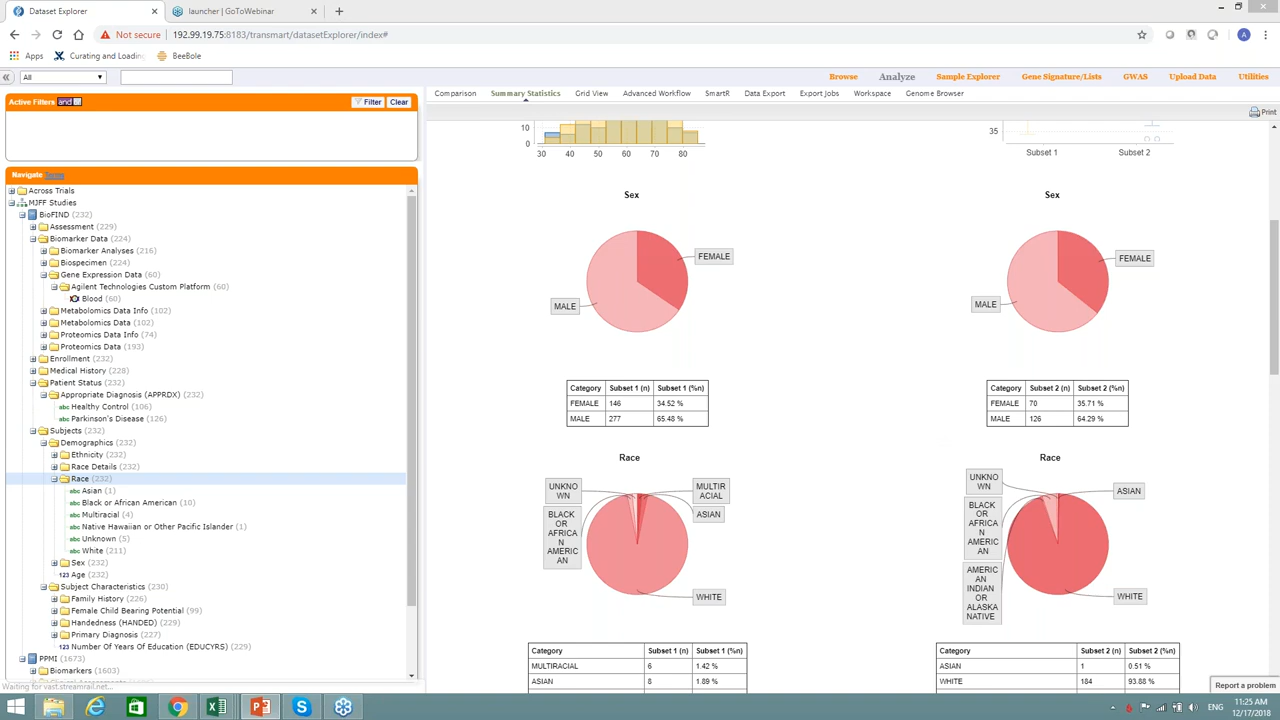 Dataset Explorer
launcher | GoToWebinar
Not secure | 192.99.19.75:8183/transmart/datasetExplorer/index#
A
Apps Curating and Loading BeeBole
All
Browse Analyze Sample Explorer Gene Signature/Lists GWAS Upload Data Utilities
Active Filters and
Filter Clear
Comparison Summary Statistics Grid View Advanced Workflow SmartR Data Export Export Jobs Workspace Genome Browser
Print
Navigate Terms
Across Trials
MJFF Studies
BioFIND (232)
Assessment (229)
Biomarker Data (224)
Biomarker Analyses (216)
Biospecimen (224)
Gene Expression Data (60)
Agilent Technologies Custom Platform (60)
Blood (60)
Metabolomics Data Info (102)
Metabolomics Data (102)
Proteomics Data Info (74)
Proteomics Data (193)
Enrollment (232)
Medical History (228)
Patient Status (232)
Appropriate Diagnosis (APPRDX) (232)
abc Healthy Control (106)
abc Parkinson's Disease (126)
Subjects (232)
Demographics (232)
Ethnicity (232)
Race Details (232)
Race (232)
abc Asian (1)
abc Black or African American (10)
abc Multiracial (4)
abc Native Hawaiian or Other Pacific Islander (1)
abc Unknown (5)
abc White (211)
Sex (232)
123 Age (232)
Subject Characteristics (230)
Family History (226)
Female Child Bearing Potential (99)
Handedness (HANDED) (229)
Primary Diagnosis (227)
123 Number Of Years Of Education (EDUCYRS) (229)
PPMI (1673)
Biomarkers (1603)
Waiting for vast.streamrail.net...
10
0
30 40 50 60 70 80
35
Subset 1 Subset 2
Sex
FEMALE
MALE
Category Subset 1 (n) Subset 1 (%n)
FEMALE 146 34.52 %
MALE 277 65.48 %
Sex
FEMALE
MALE
Category Subset 2 (n) Subset 2 (%n)
FEMALE 70 35.71 %
MALE 126 64.29 %
Race
UNKNO
WN
MULTIR
ACIAL
BLACK
OR
AFRICA
N
AMERIC
AN
ASIAN
WHITE
Category Subset 1 (n) Subset 1 (%n)
MULTIRACIAL 6 1.42 %
ASIAN 8 1.89 %
Race
UNKNO
WN
ASIAN
BLACK
OR
AFRICA
N
AMERIC
AN
AMERIC
AN
INDIAN
OR
ALASKA
NATIVE
WHITE
Category Subset 2 (n) Subset 2 (%n)
ASIAN 1 0.51 %
WHITE 184 93.88 %
Report a problem
ENG
11:25 AM
12/17/2018